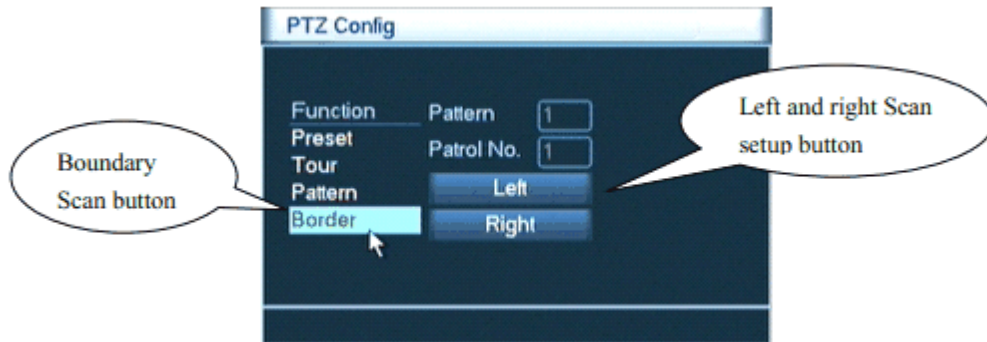 PTZ Config
Function
Preset
Tour
Pattern
Border
Pattern 1
Patrol No. 1
Left
Right
Boundary
Scan button
Left and right Scan
setup button